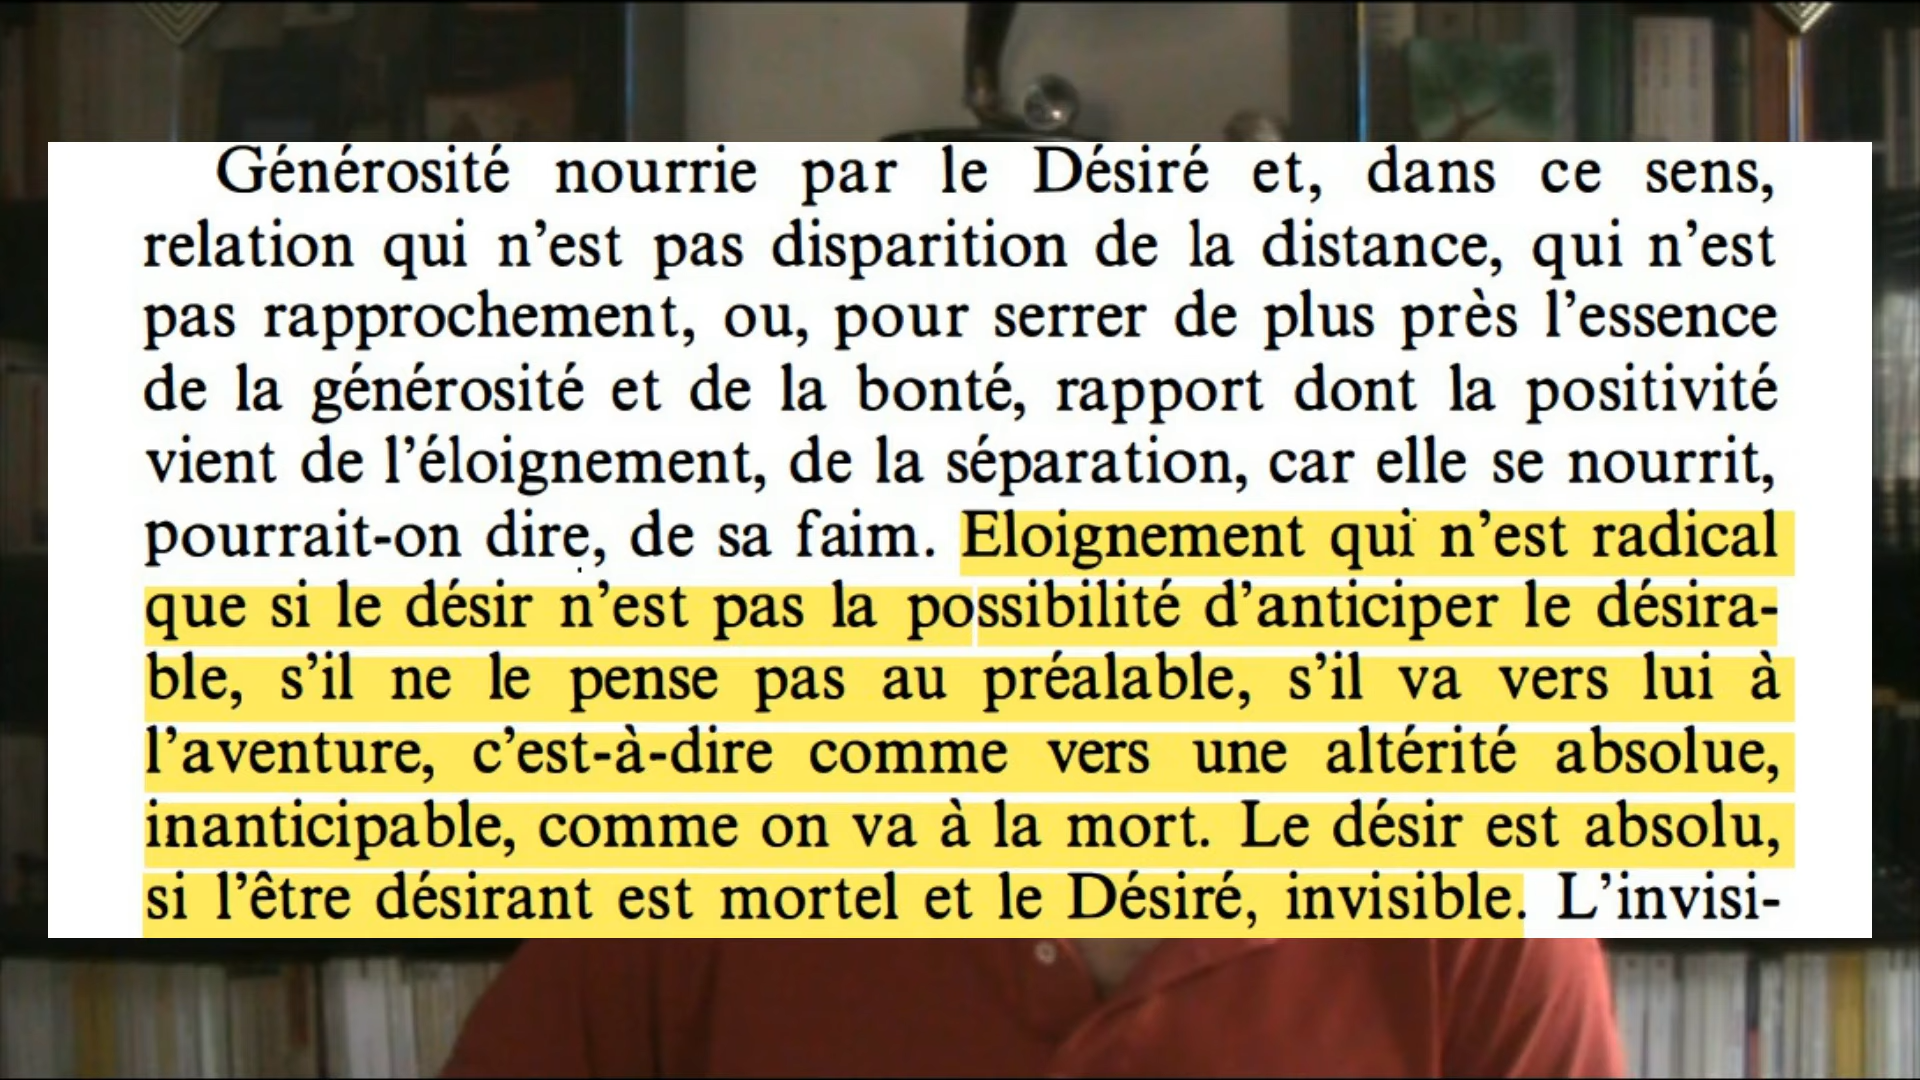 Générosité nourrie par le Désiré et, dans ce sens,
relation qui n’est pas disparition de la distance, qui n’est
pas rapprochement, ou, pour serrer de plus près l’essence
de la générosité et de la bonté, rapport dont la positivité
vient de l’éloignement, de la séparation, car elle se nourrit,
pourrait-on dire, de sa faim. Eloignement qui n’est radical
que si le désir n’est pas la possibilité d’anticiper le désira-
ble, s’il ne le pense pas au préalable, s’il va vers lui à
l’aventure, c’est-à-dire comme vers une altérité absolue,
inanticipable, comme on va à la mort. Le désir est absolu,
si l’être désirant est mortel et le Désiré, invisible. L’invisi-